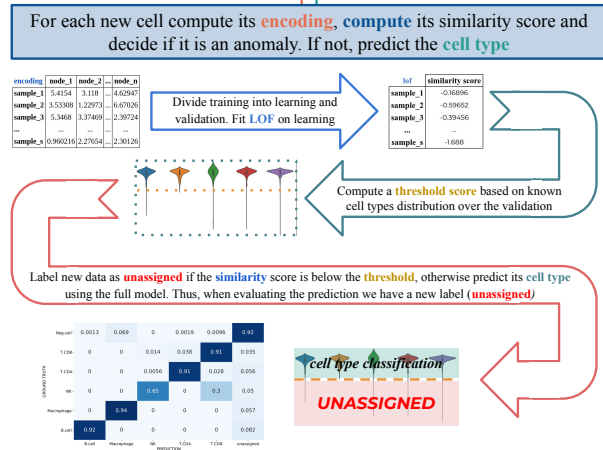 For each new cell compute its encoding, compute its similarity score and
decide if it is an anomaly. If not, predict the cell type
encoding node_1 node_2 ... node_n
sample_1 5.4154 3.118 ... 4.62947
sample_2 3.53308 1.22973 ... 6.67026
sample_3 5.3468 3.37469 ... 2.39724
... ... ... ... ...
sample_s 0.960216 2.27654 ... 2.30126
Divide training into learning and
validation. Fit LOF on learning
lof similarity score
sample_1 -0.16896
sample_2 -0.59652
sample_3 -0.39456
... ...
sample_s -1.688
Compute a threshold score based on known
cell types distribution over the validation
Label new data as unassigned if the similarity score is below the threshold, otherwise predict its cell type
using the full model. Thus, when evaluating the prediction we have a new label (unassigned)
GROUND TRUTH
Neg.cell 0.0013 0.069 0 0.0019 0.0096 0.92
T.CD8 0 0 0.014 0.038 0.91 0.035
T.CD4 0 0 0.0056 0.91 0.028 0.056
NK 0 0 0.65 0 0.3 0.05
Macrophage 0 0.94 0 0 0 0.057
B.cell 0.92 0 0 0 0 0.082
B.cell Macrophage NK T.CD4 T.CD8 unassigned
PREDICTION
cell type classification
UNASSIGNED